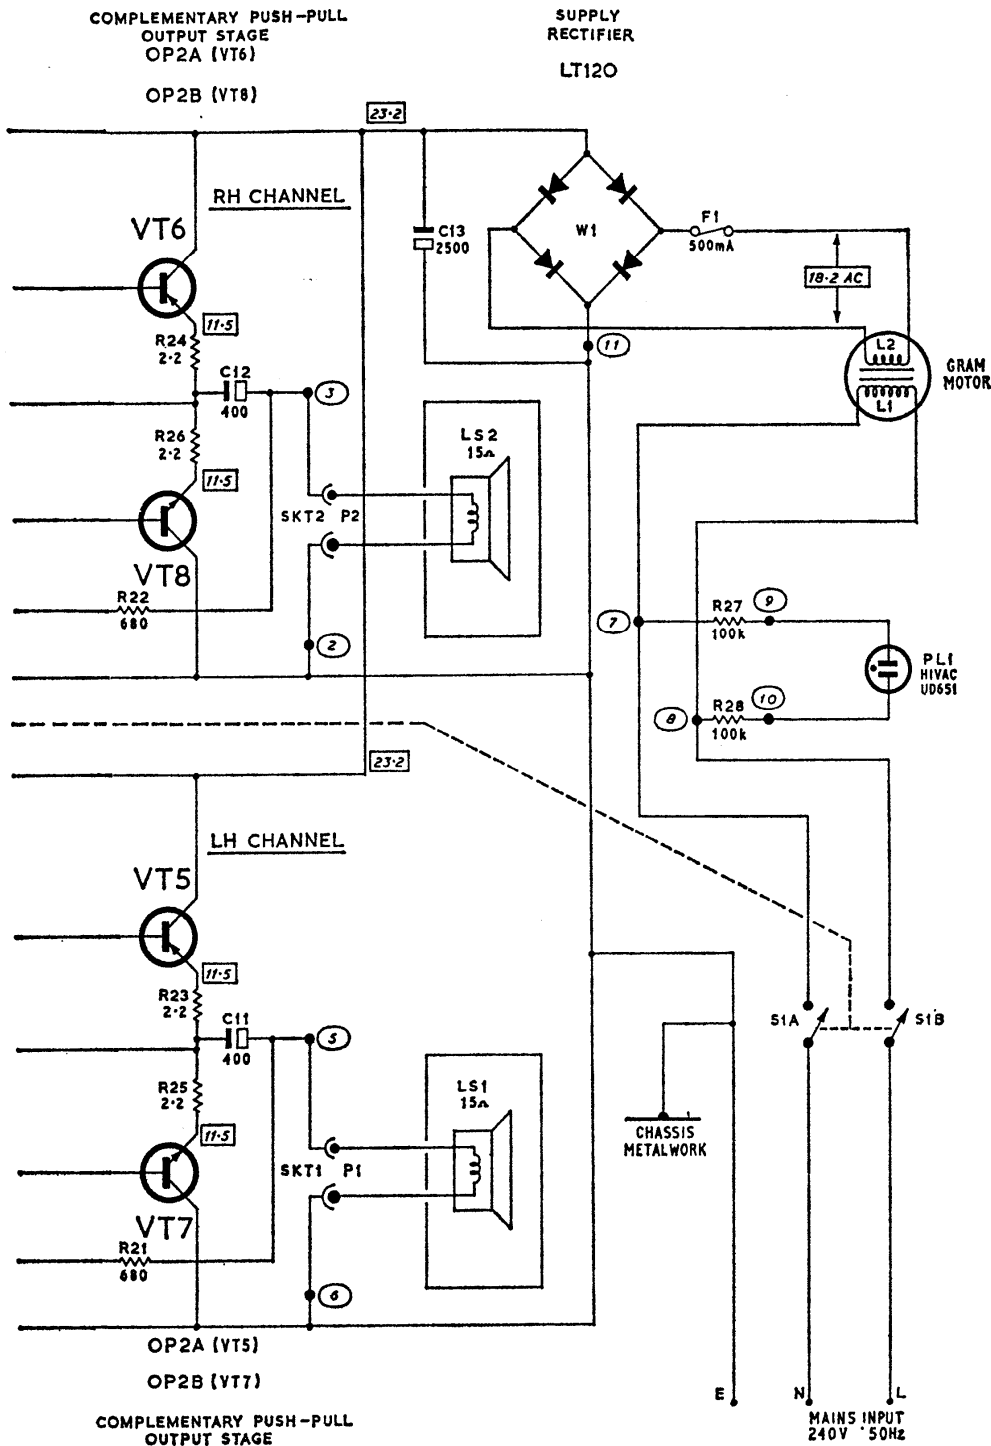 COMPLEMENTARY PUSH-PULL
OUTPUT STAGE
OP2A (VT6)
OP2B (VT8)
SUPPLY
RECTIFIER
LT120
23·2
RH CHANNEL
VT6
C13
2500
W1
F1
500mA
18·2 AC
11·5
R24
2·2
11
L2
L1
GRAM
MOTOR
C12
400
3
R26
2·2
11·5
LS2
15Ω
SKT2 P2
VT8
R22
680
2
7
R27
100k
9
PL1
HIVAC
UD651
8
R28
100k
10
23·2
LH CHANNEL
VT5
11·5
R23
2·2
C11
400
5
S1A
S1B
R25
2·2
11·5
LS1
15Ω
SKT1 P1
CHASSIS
METALWORK
VT7
R21
680
6
OP2A (VT5)
OP2B (VT7)
COMPLEMENTARY PUSH-PULL
OUTPUT STAGE
E N L
MAINS INPUT
240V 50Hz